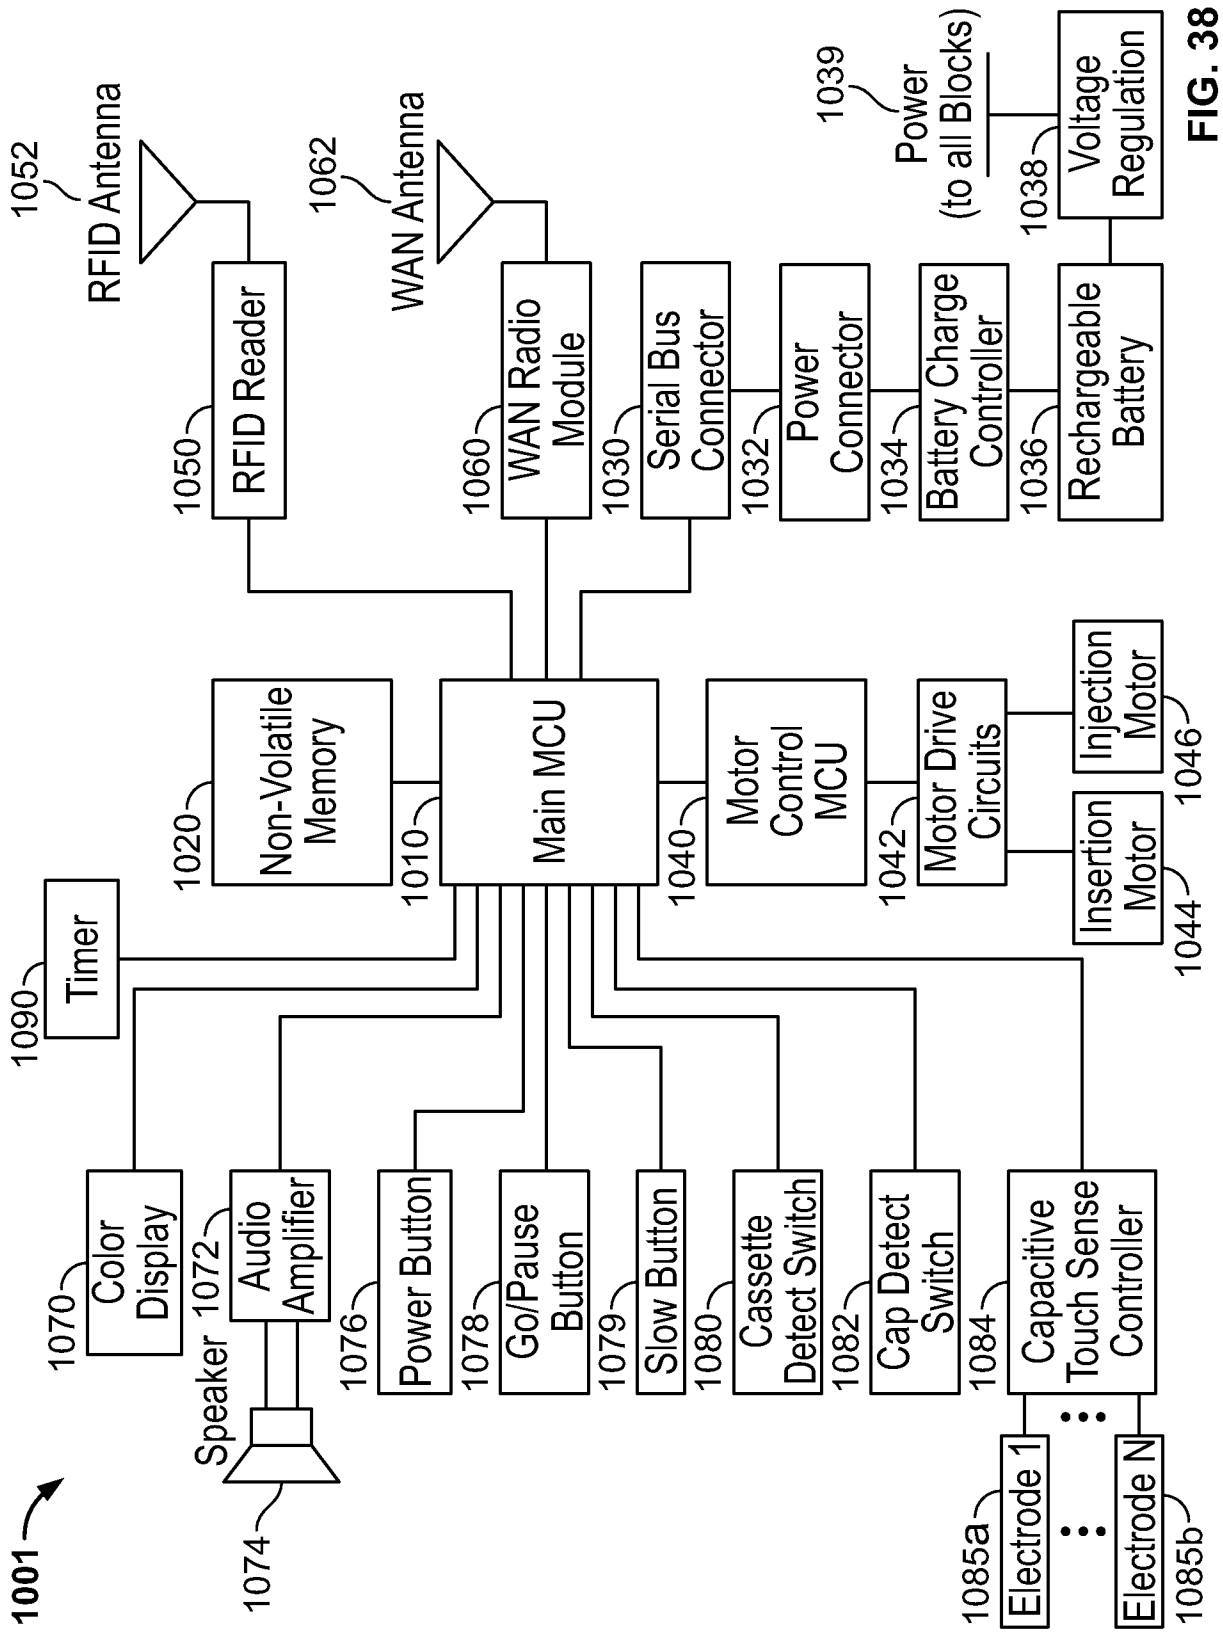 1001
1090
Timer
1070
Color
Display
1072
Audio
Amplifier
Speaker
1074
1076
Power Button
1078
Go/Pause
Button
1079
Slow Button
1080
Cassette
Detect Switch
1082
Cap Detect
Switch
1084
Capacitive
Touch Sense
Controller
1085a
Electrode 1
Electrode N
1085b
1020
Non-Volatile
Memory
1010
Main MCU
1040
Motor
Control
MCU
1042
Motor Drive
Circuits
Insertion
Motor
1044
Injection
Motor
1046
1052
RFID Antenna
1050
RFID Reader
1062
WAN Antenna
1060
WAN Radio
Module
1030
Serial Bus
Connector
1032
Power
Connector
1034
Battery Charge
Controller
1036
Rechargeable
Battery
1038
Voltage
Regulation
1039
Power
(to all Blocks)
FIG. 38